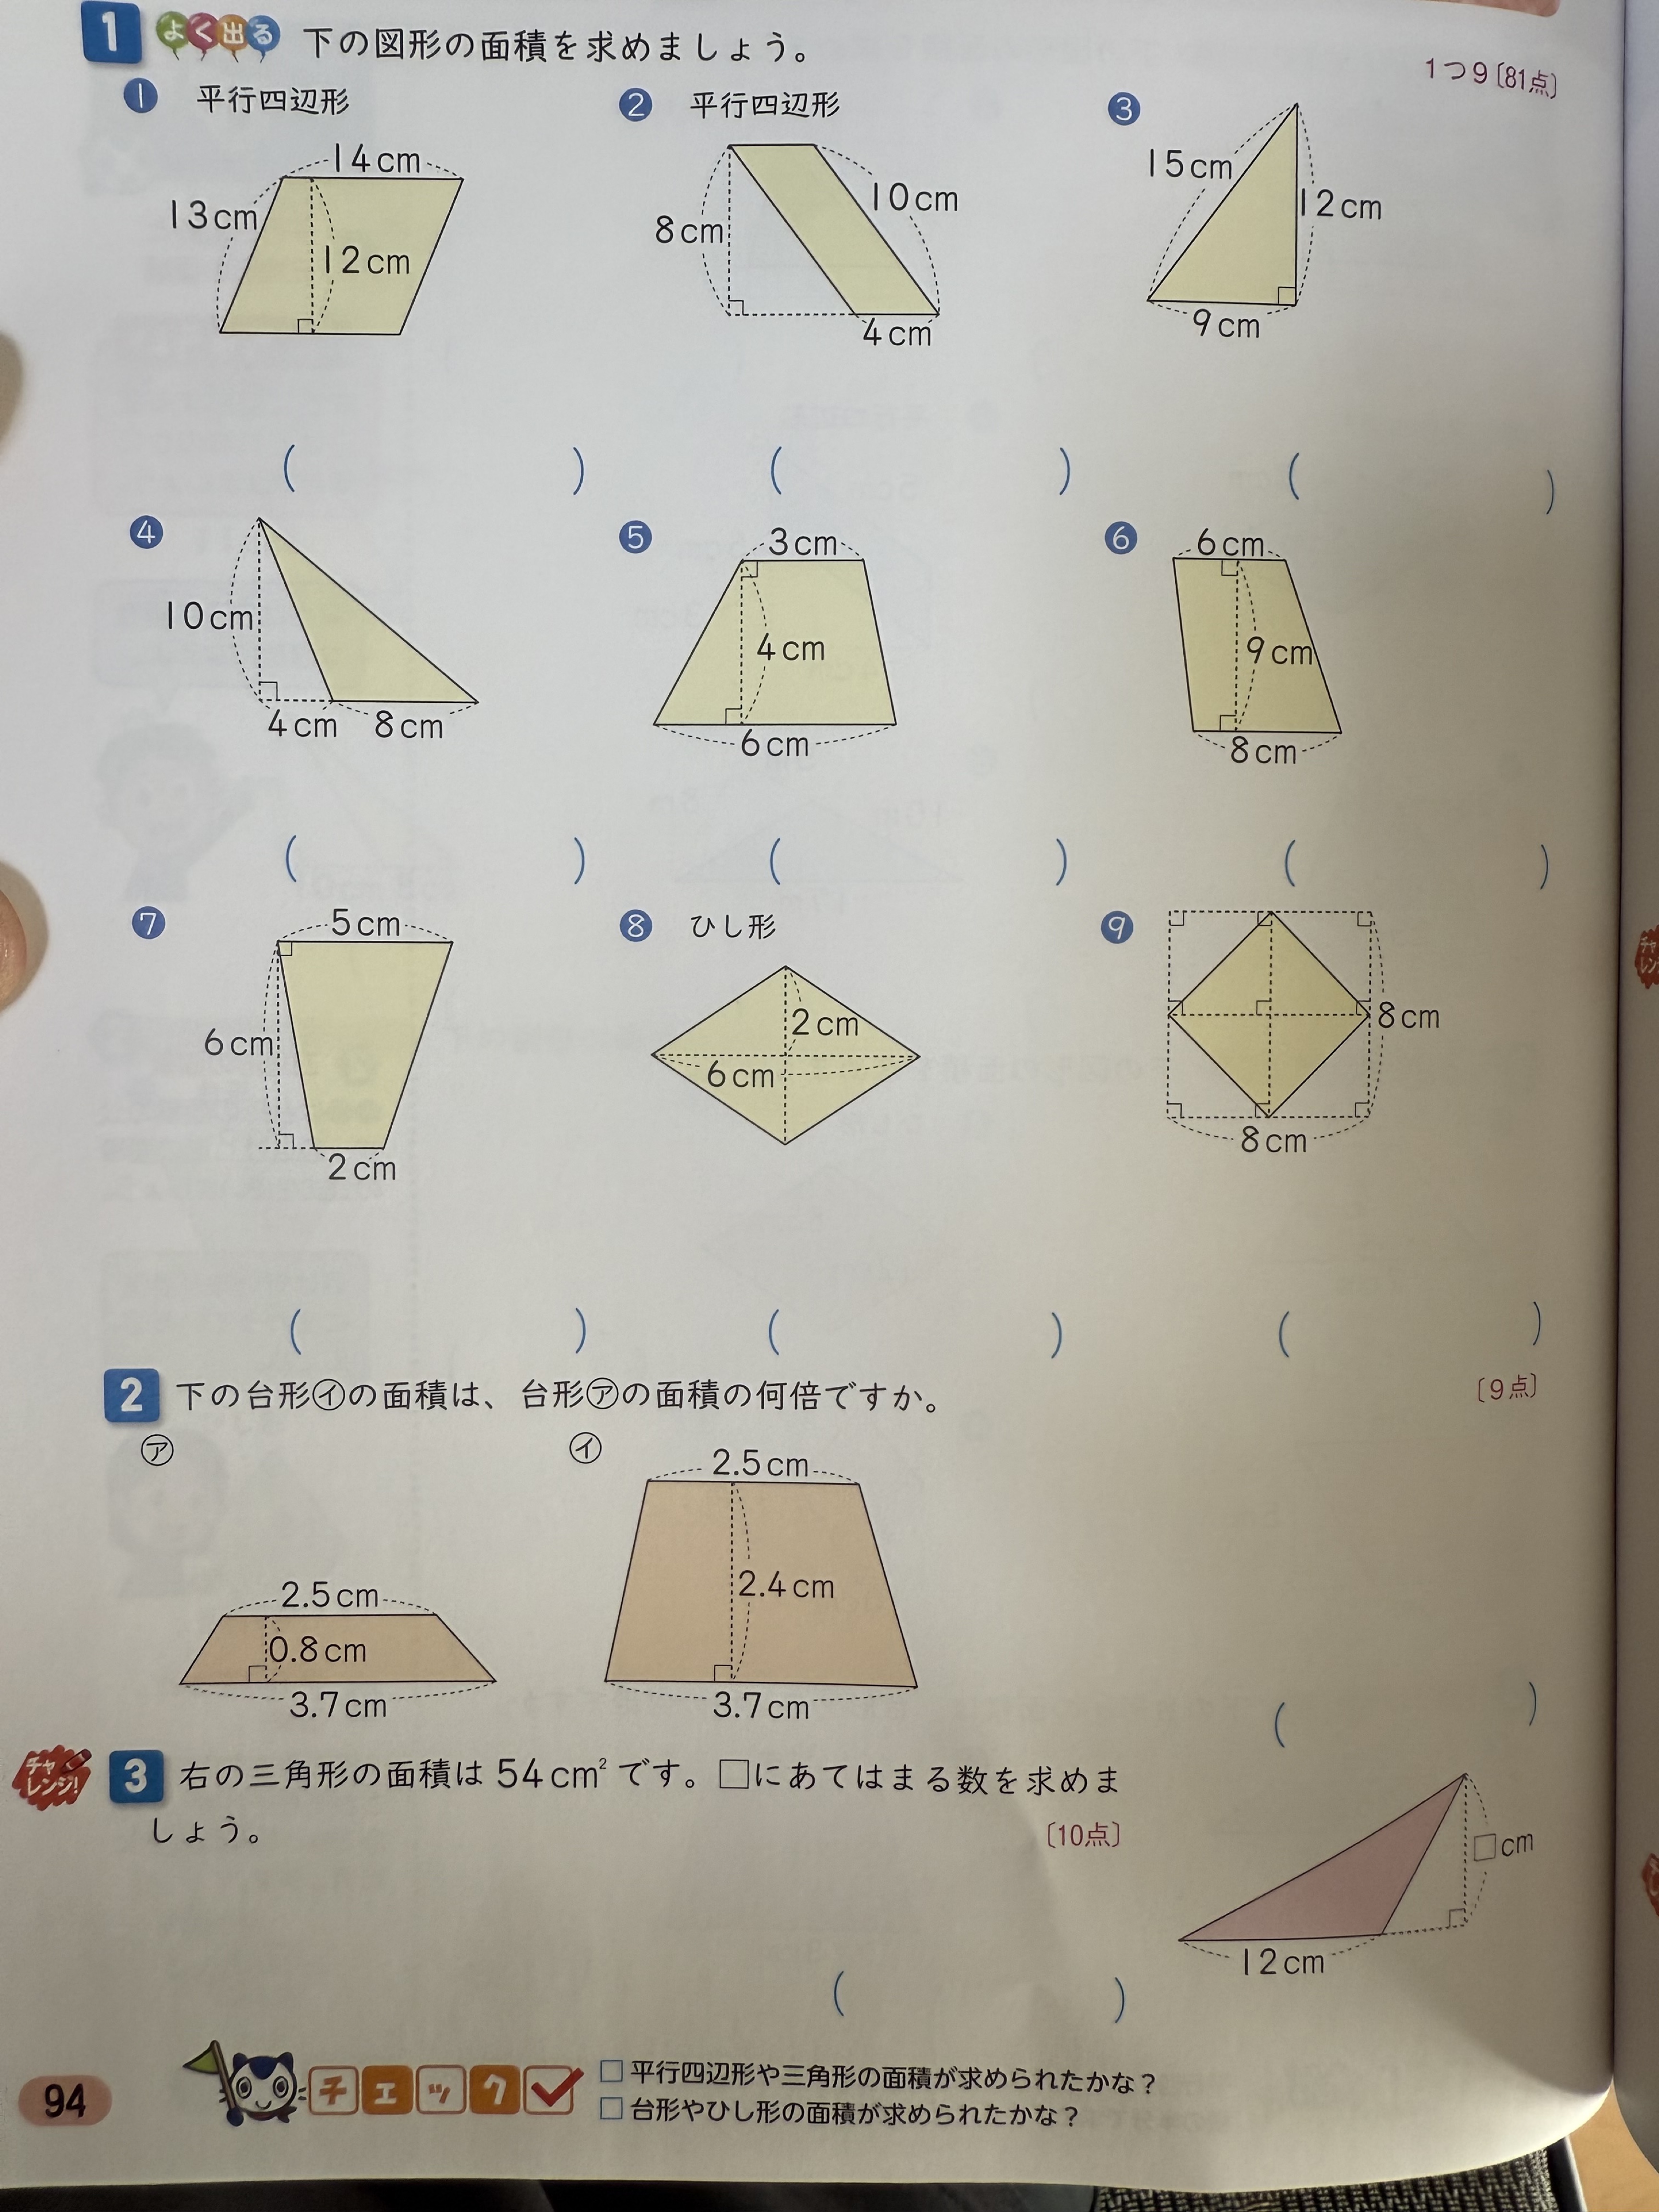 1 よく出る 下の図形の面積を求めましょう。
1つ9〔81点〕
❶ 平行四辺形
14cm
13cm
12cm
❷ 平行四辺形
10cm
8cm
4cm
❸
15cm
12cm
9cm
( ) ( ) ( )
❹
10cm
4cm 8cm
❺
3cm
4cm
6cm
❻
6cm
9cm
8cm
( ) ( ) ( )
❼
5cm
6cm
2cm
❽ ひし形
2cm
6cm
❾
8cm
8cm
( ) ( ) ( )
2 下の台形㋑の面積は、台形㋐の面積の何倍ですか。
〔9点〕
㋐
2.5cm
0.8cm
3.7cm
㋑
2.5cm
2.4cm
3.7cm
( )
チャレンジ!
3 右の三角形の面積は 54cm² です。□にあてはまる数を求めま
しょう。
〔10点〕
□cm
12cm
( )
94
チェック
□ 平行四辺形や三角形の面積が求められたかな？
□ 台形やひし形の面積が求められたかな？